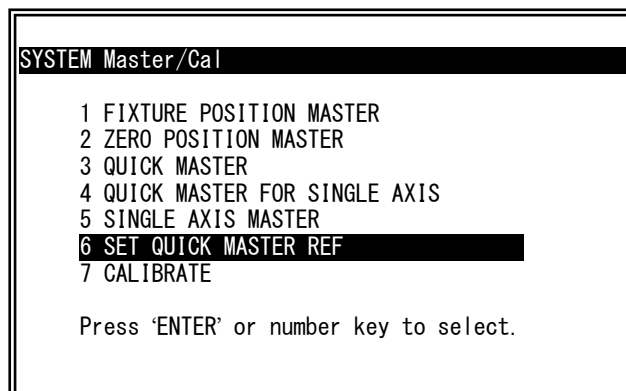 SYSTEM Master/Cal
1 FIXTURE POSITION MASTER
2 ZERO POSITION MASTER
3 QUICK MASTER
4 QUICK MASTER FOR SINGLE AXIS
5 SINGLE AXIS MASTER
6 SET QUICK MASTER REF
7 CALIBRATE
Press ‘ENTER’ or number key to select.